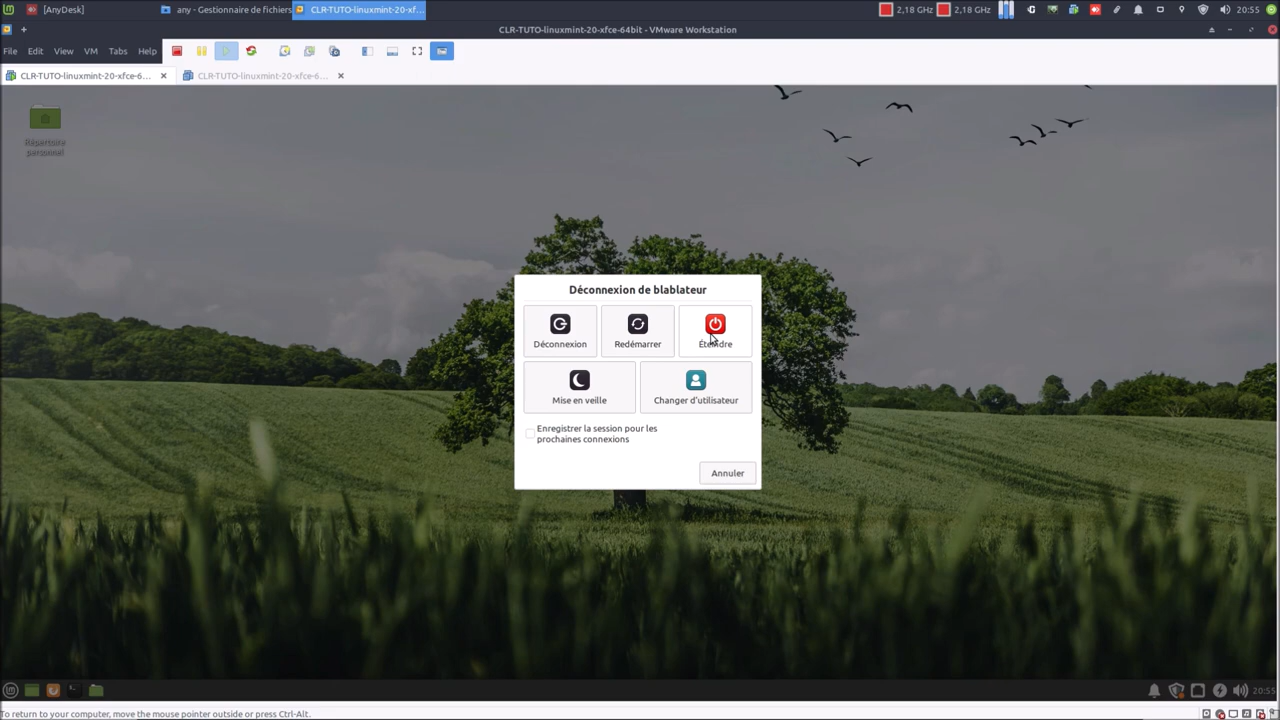 [AnyDesk]
any - Gestionnaire de fichiers
CLR-TUTO-linuxmint-20-xf...
2,18 GHz
2,18 GHz
20:55
CLR-TUTO-linuxmint-20-xfce-64bit - VMware Workstation
File Edit View VM Tabs Help
CLR-TUTO-linuxmint-20-xfce-6...
CLR-TUTO-linuxmint-20-xfce-6...
Répertoire
personnel
Déconnexion de blablateur
Déconnexion
Redémarrer
Éteindre
Mise en veille
Changer d'utilisateur
Enregistrer la session pour les
prochaines connexions
Annuler
20:55
To return to your computer, move the mouse pointer outside or press Ctrl-Alt.